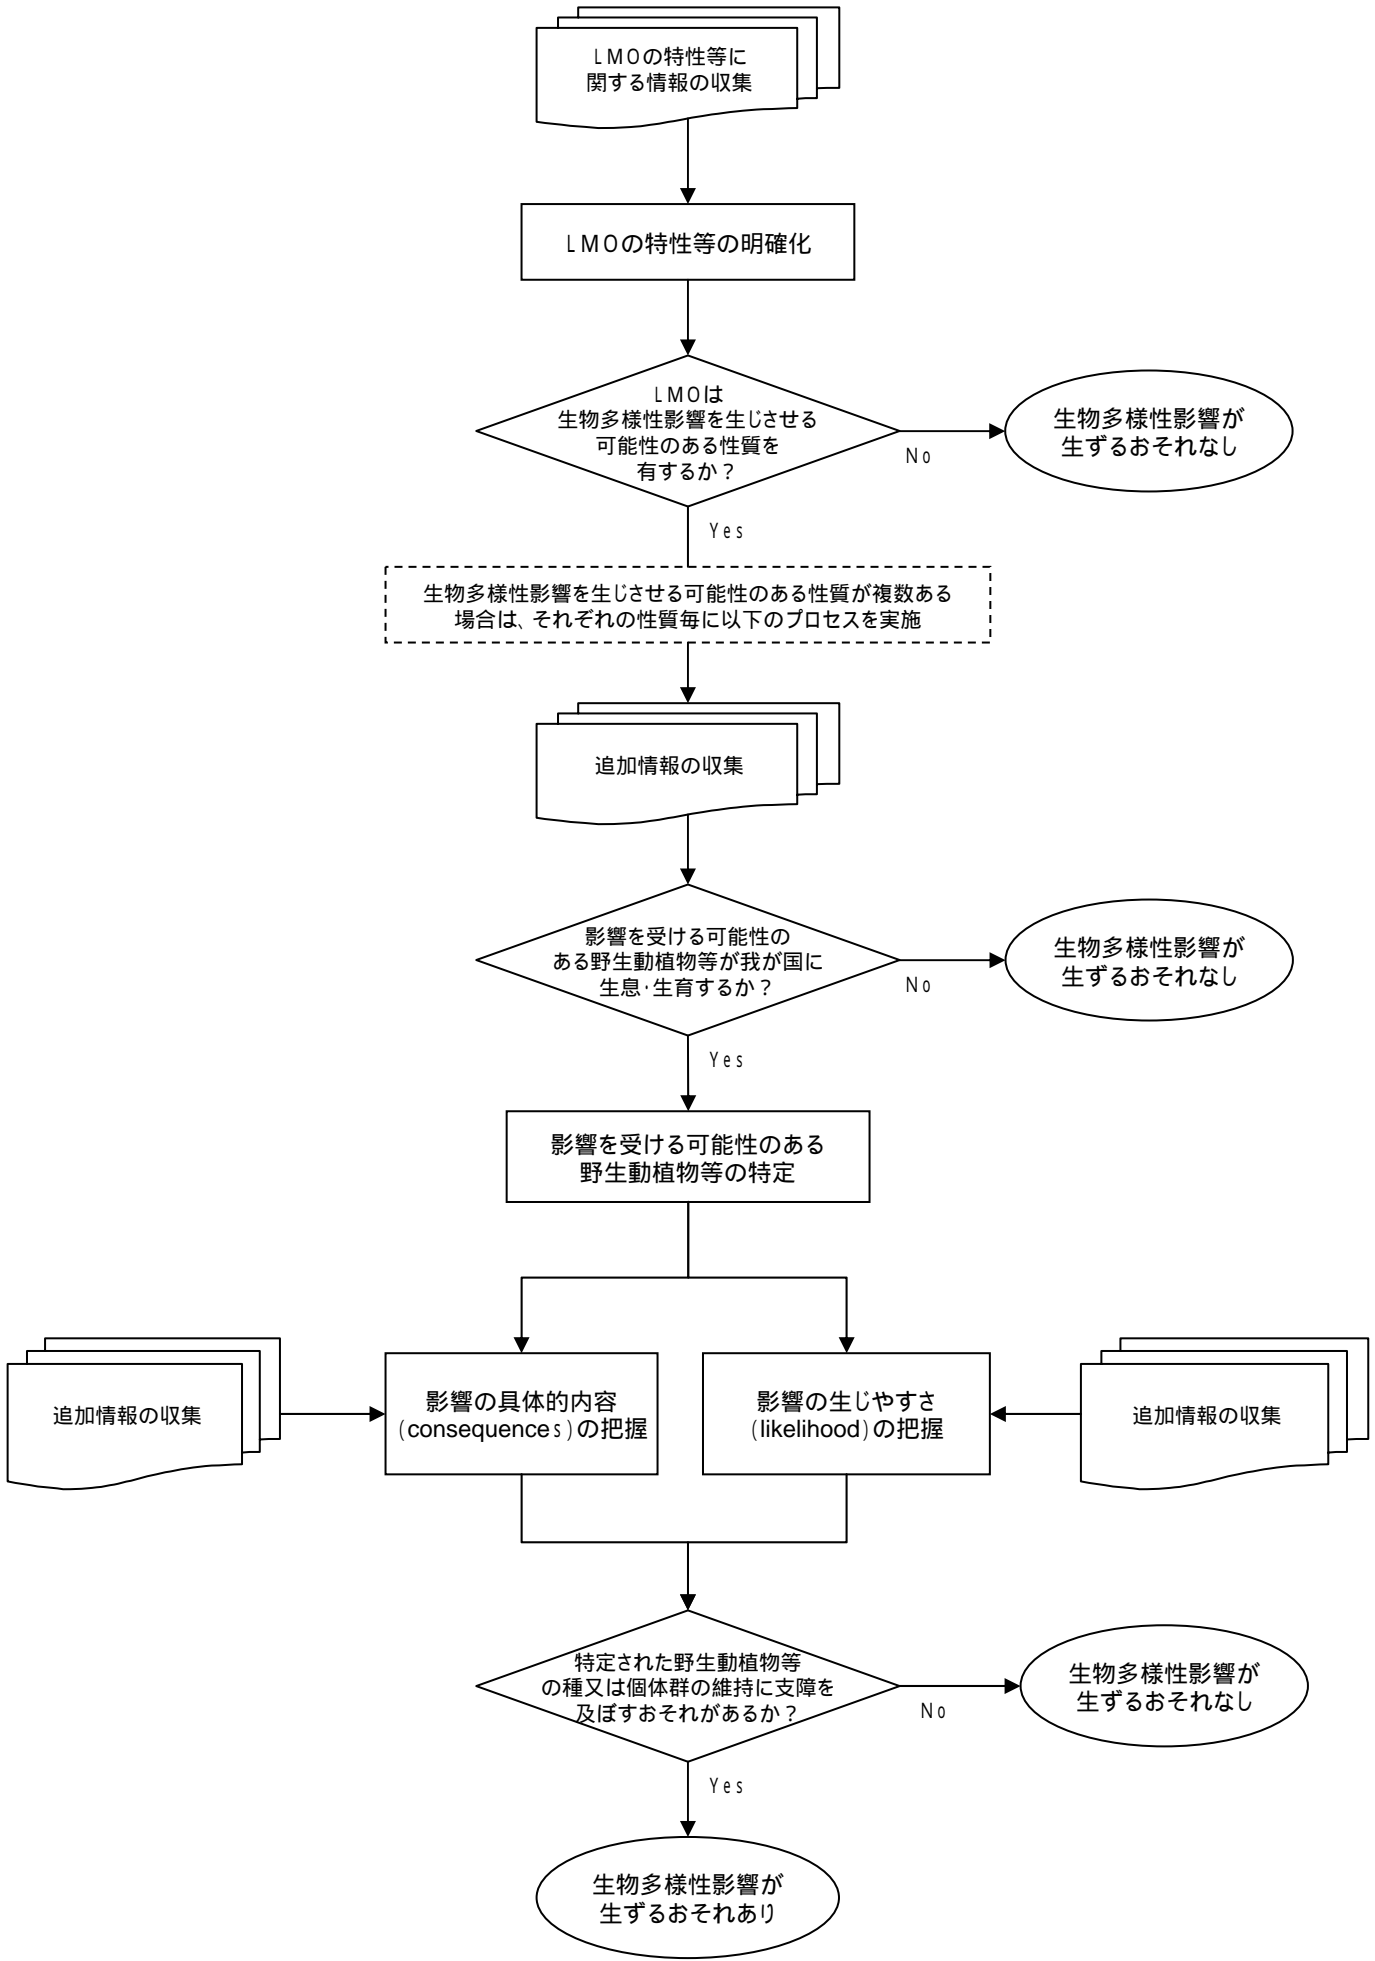 LMOの特性等に
関する情報の収集
LMOの特性等の明確化
LMOは
生物多様性影響を生じさせる
可能性のある性質を
有するか？
No
生物多様性影響が
生ずるおそれなし
Yes
生物多様性影響を生じさせる可能性のある性質が複数ある
場合は、それぞれの性質毎に以下のプロセスを実施
追加情報の収集
影響を受ける可能性の
ある野生動植物等が我が国に
生息・生育するか？
No
生物多様性影響が
生ずるおそれなし
Yes
影響を受ける可能性のある
野生動植物等の特定
追加情報の収集
影響の具体的内容
(consequences)の把握
影響の生じやすさ
(likelihood)の把握
追加情報の収集
特定された野生動植物等
の種又は個体群の維持に支障を
及ぼすおそれがあるか？
No
生物多様性影響が
生ずるおそれなし
Yes
生物多様性影響が
生ずるおそれあり